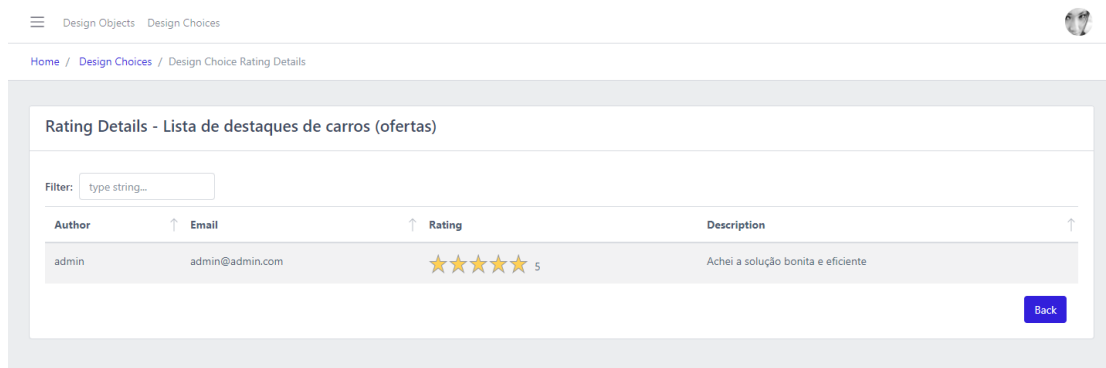 Design Objects Design Choices
Home / Design Choices / Design Choice Rating Details
Rating Details - Lista de destaques de carros (ofertas)
Filter: type string...
Author Email Rating Description
admin admin@admin.com 5 Achei a solução bonita e eficiente
Back